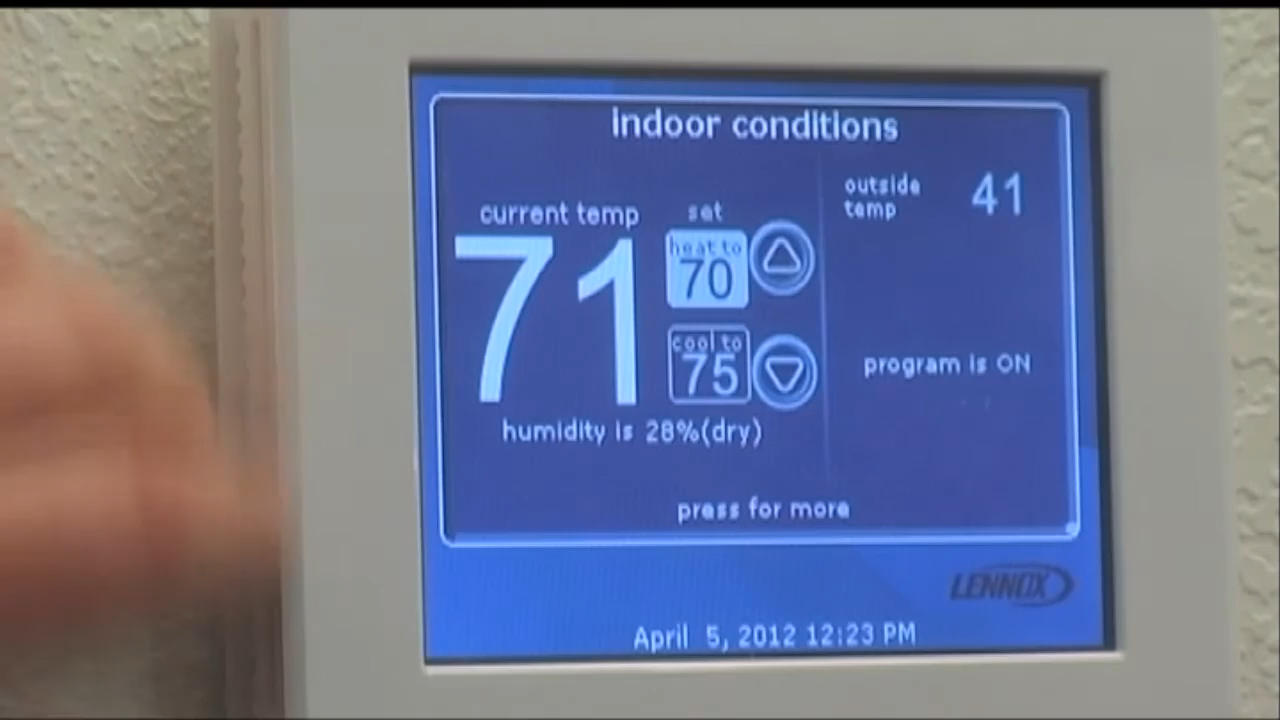 indoor conditions
current temp
71
set
heat to
70
cool to
75
humidity is 28%(dry)
outside
temp
41
program is ON
press for more
LENNOX
April 5, 2012 12:23 PM